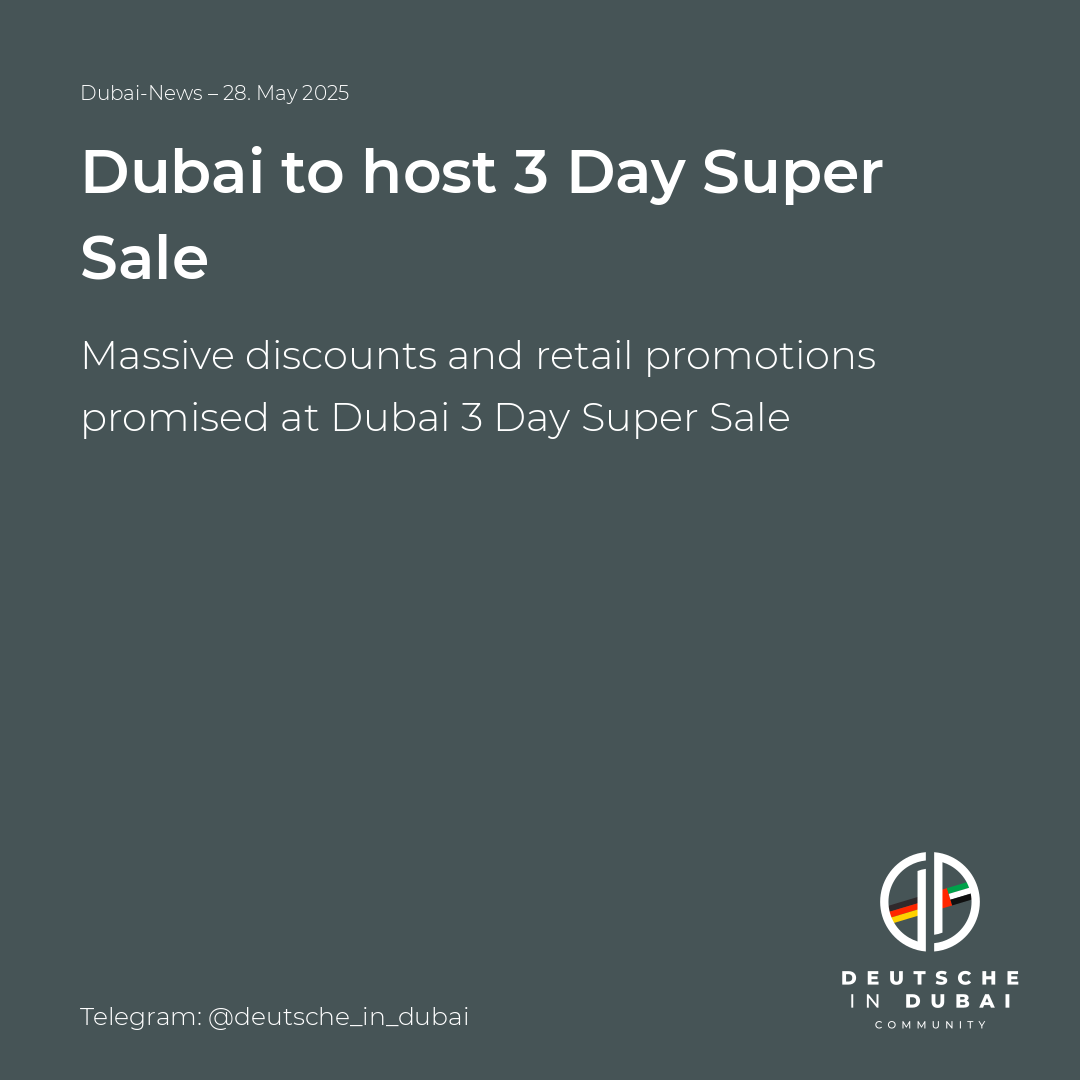 Dubai-News – 28. May 2025
Dubai to host 3 Day Super
Sale
Massive discounts and retail promotions
promised at Dubai 3 Day Super Sale
DEUTSCHE
IN DUBAI
COMMUNITY
Telegram: @deutsche_in_dubai